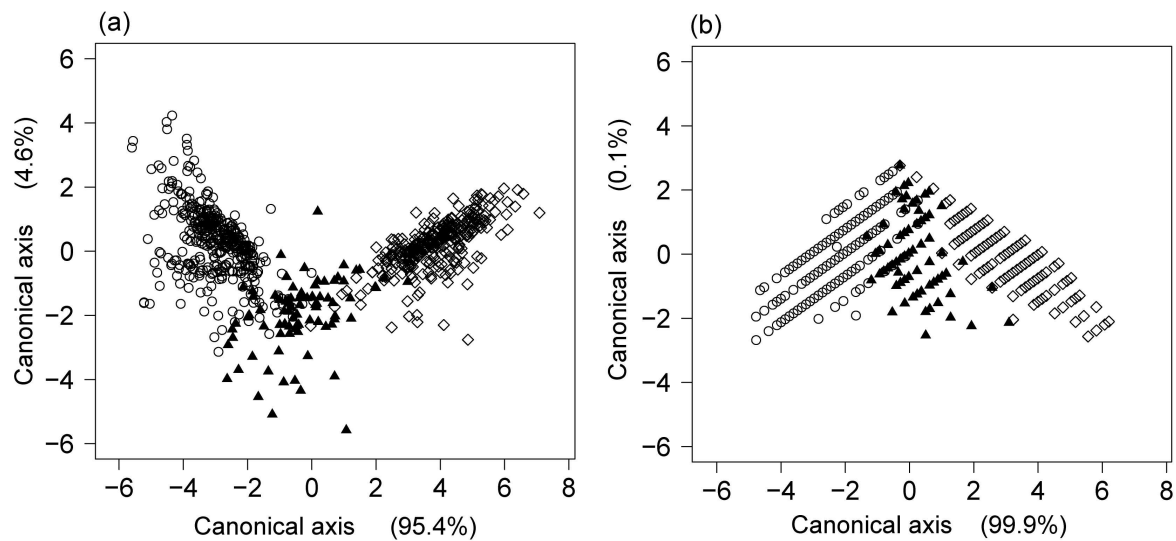 (a)
6
4
2
0
−2
−4
−6
Canonical axis (4.6%)
−6 −4 −2 0 2 4 6 8
Canonical axis (95.4%)
(b)
6
4
2
0
−2
−4
−6
Canonical axis (0.1%)
−6 −4 −2 0 2 4 6 8
Canonical axis (99.9%)